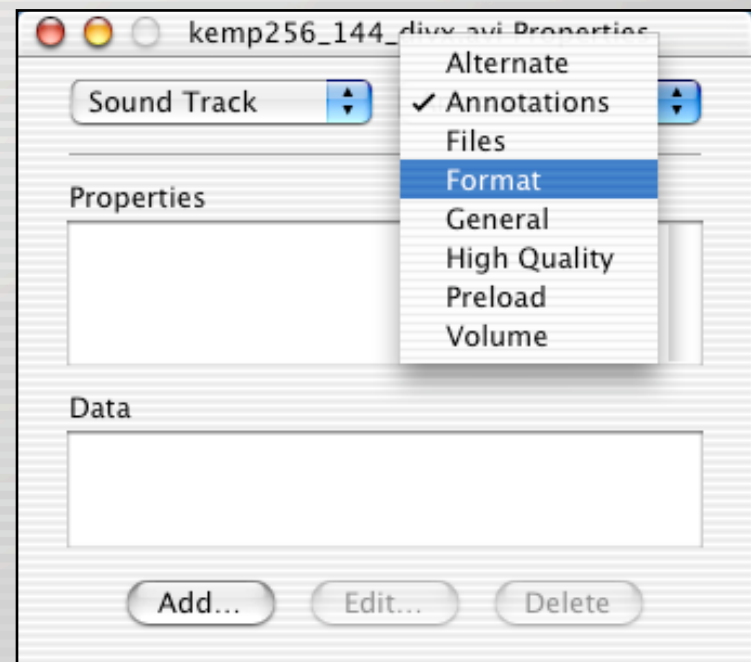 kemp256_144_divx.avi Properties
Sound Track
Alternate
✓ Annotations
Files
Format
General
High Quality
Preload
Volume
Properties
Data
Add...
Edit...
Delete